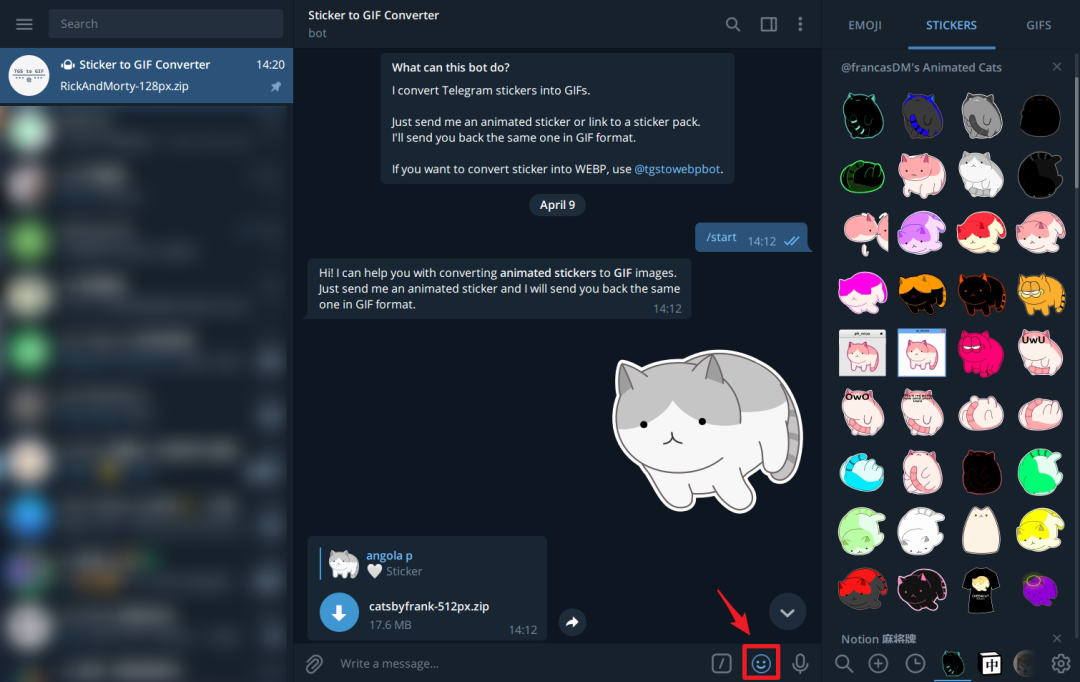 Search
TGS to GIF
Sticker to GIF Converter 14:20
RickAndMorty-128px.zip
Sticker to GIF Converter
bot
What can this bot do?
I convert Telegram stickers into GIFs.
Just send me an animated sticker or link to a sticker pack.
I'll send you back the same one in GIF format.
If you want to convert sticker into WEBP, use @tgstowebpbot.
April 9
/start 14:12
Hi! I can help you with converting animated stickers to GIF images.
Just send me an animated sticker and I will send you back the same
one in GIF format.
14:12
angola p
🤍 Sticker
catsbyfrank-512px.zip
17.6 MB
14:12
Write a message...
EMOJI STICKERS GIFS
@francasDM's Animated Cats
UwU
OwO
Notion 麻将牌
中